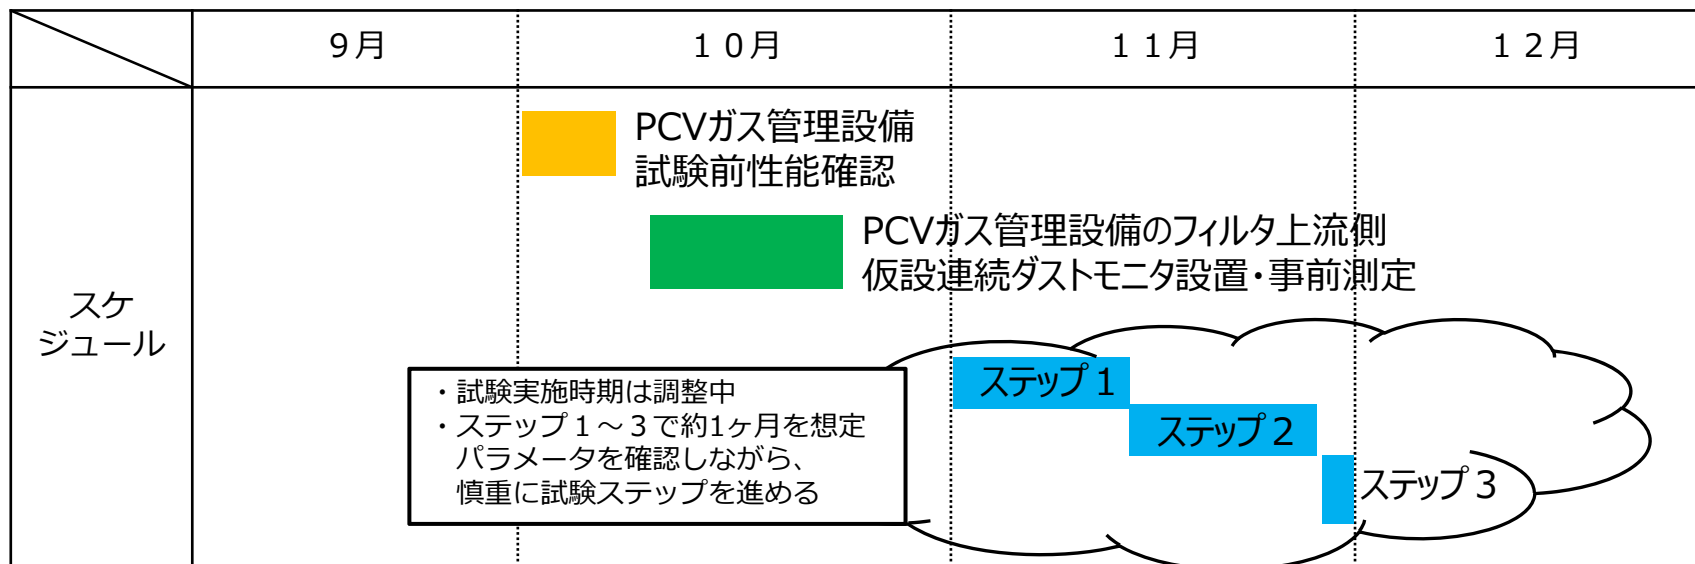 9月
１０月
１１月
１２月
スケ
ジュール
PCVガス管理設備
試験前性能確認
PCVガス管理設備のフィルタ上流側
仮設連続ダストモニタ設置・事前測定
・試験実施時期は調整中
・ステップ１～３で約1ヶ月を想定
パラメータを確認しながら、
慎重に試験ステップを進める
ステップ１
ステップ２
ステップ３